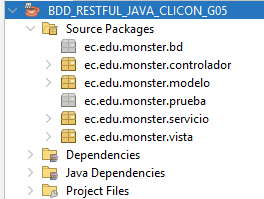 BDD_RESTFUL_JAVA_CLICON_G05
Source Packages
ec.edu.monster.bd
ec.edu.monster.controlador
ec.edu.monster.modelo
ec.edu.monster.prueba
ec.edu.monster.servicio
ec.edu.monster.vista
Dependencies
Java Dependencies
Project Files